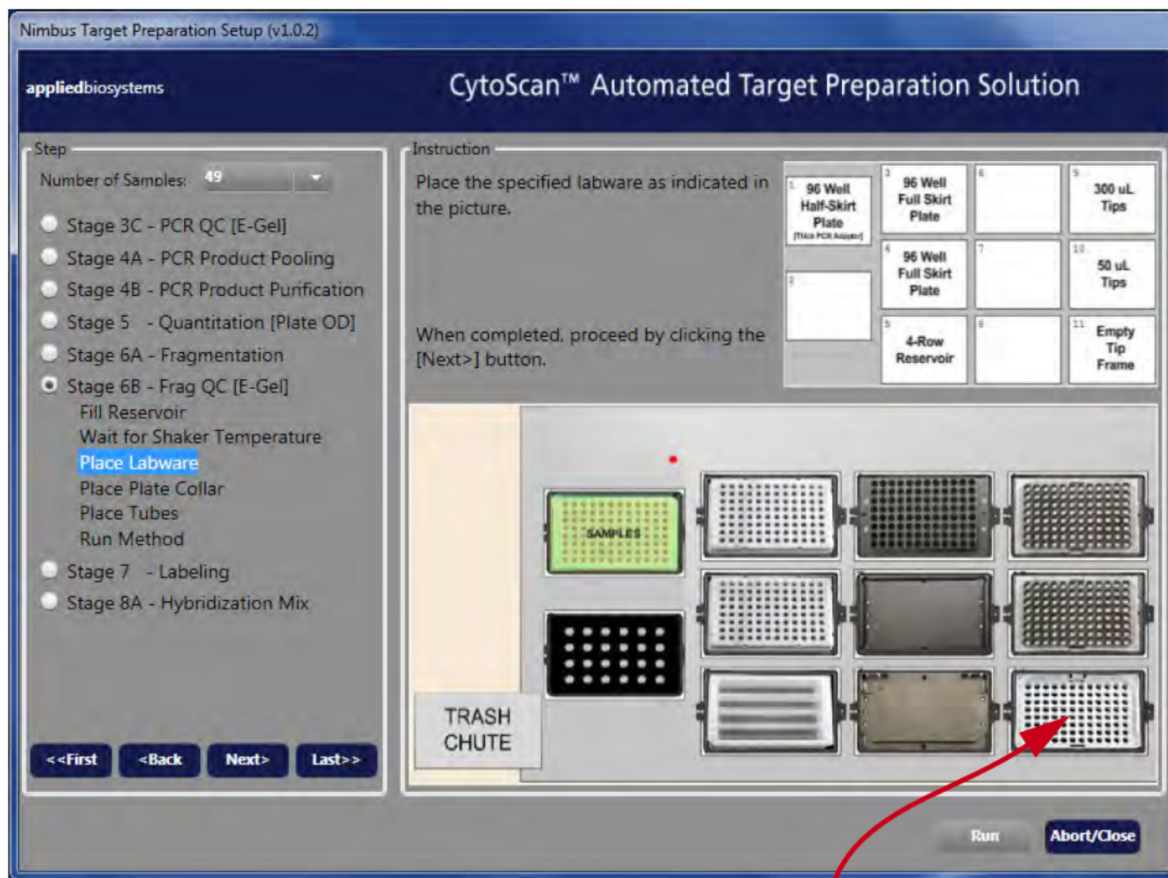 Nimbus Target Preparation Setup (v1.0.2)
appliedbiosystems
CytoScan™ Automated Target Preparation Solution
Step
Number of Samples: 49
Stage 3C - PCR QC [E-Gel]
Stage 4A - PCR Product Pooling
Stage 4B - PCR Product Purification
Stage 5 - Quantitation [Plate OD]
Stage 6A - Fragmentation
Stage 6B - Frag QC [E-Gel]
Fill Reservoir
Wait for Shaker Temperature
Place Labware
Place Plate Collar
Place Tubes
Run Method
Stage 7 - Labeling
Stage 8A - Hybridization Mix
<<First
<Back
Next>
Last>>
Instruction
Place the specified labware as indicated in
the picture.
When completed, proceed by clicking the
[Next>] button.
1
96 Well
Half-Skirt
Plate
[Thick PCR Adapter]
2
3
96 Well
Full Skirt
Plate
4
96 Well
Full Skirt
Plate
5
4-Row
Reservoir
6
7
8
9
300 uL
Tips
10
50 uL
Tips
11
Empty
Tip
Frame
SAMPLES
TRASH
CHUTE
Run
Abort/Close